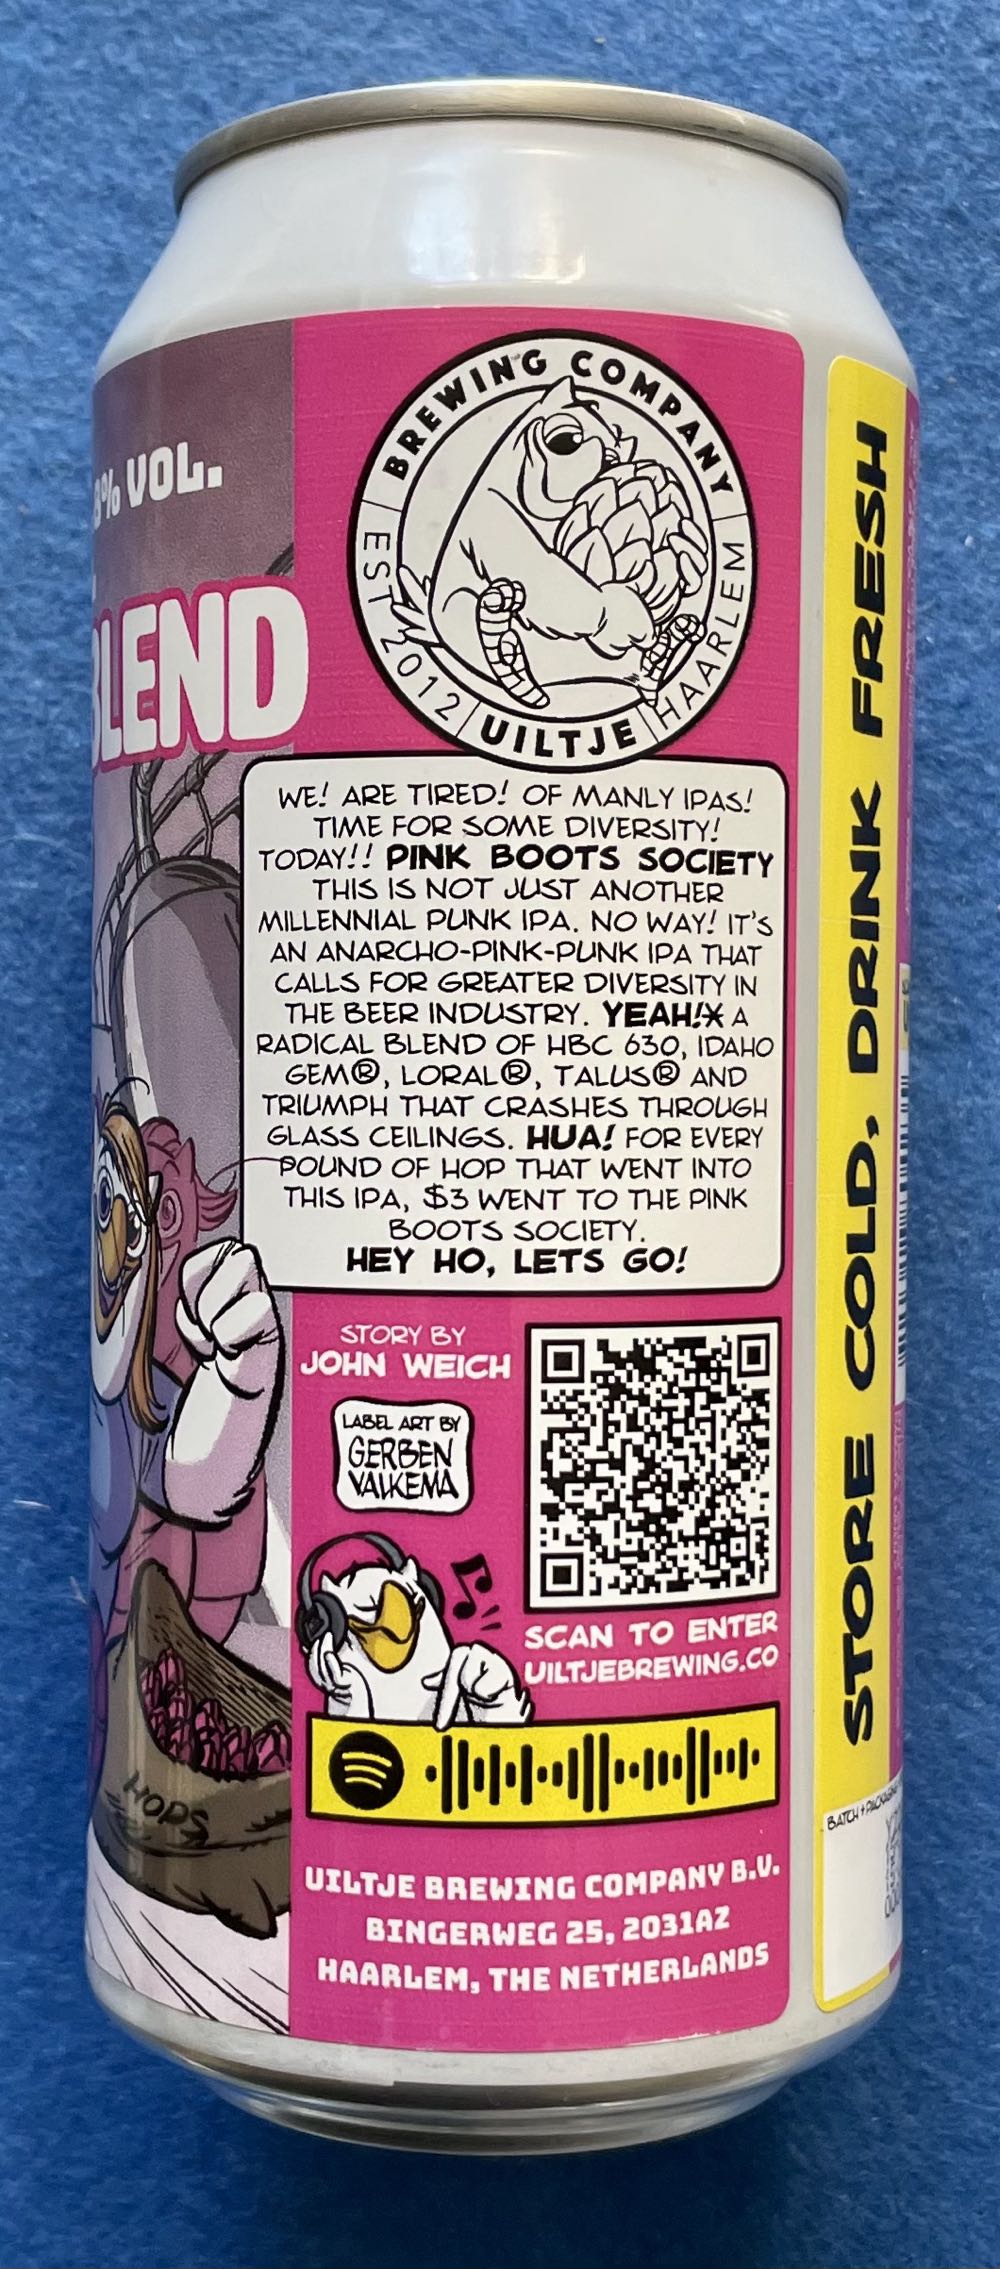 BREWING COMPANY
EST 2012
UILTJE
HAARLEM
% VOL.
BLEND
WE! ARE TIRED! OF MANLY IPAS!
TIME FOR SOME DIVERSITY!
TODAY!! PINK BOOTS SOCIETY
THIS IS NOT JUST ANOTHER
MILLENNIAL PUNK IPA. NO WAY! IT'S
AN ANARCHO-PINK-PUNK IPA THAT
CALLS FOR GREATER DIVERSITY IN
THE BEER INDUSTRY. YEAH!X A
RADICAL BLEND OF HBC 630, IDAHO
GEM®, LORAL®, TALUS® AND
TRIUMPH THAT CRASHES THROUGH
GLASS CEILINGS. HUA! FOR EVERY
POUND OF HOP THAT WENT INTO
THIS IPA, $3 WENT TO THE PINK
BOOTS SOCIETY.
HEY HO, LETS GO!
STORY BY
JOHN WEICH
LABEL ART BY
GERBEN
VALKEMA
SCAN TO ENTER
UILTJEBREWING.CO
HOPS
UILTJE BREWING COMPANY B.V.
BINGERWEG 25, 2031AZ
HAARLEM, THE NETHERLANDS
STORE COLD, DRINK FRESH
BATCH +